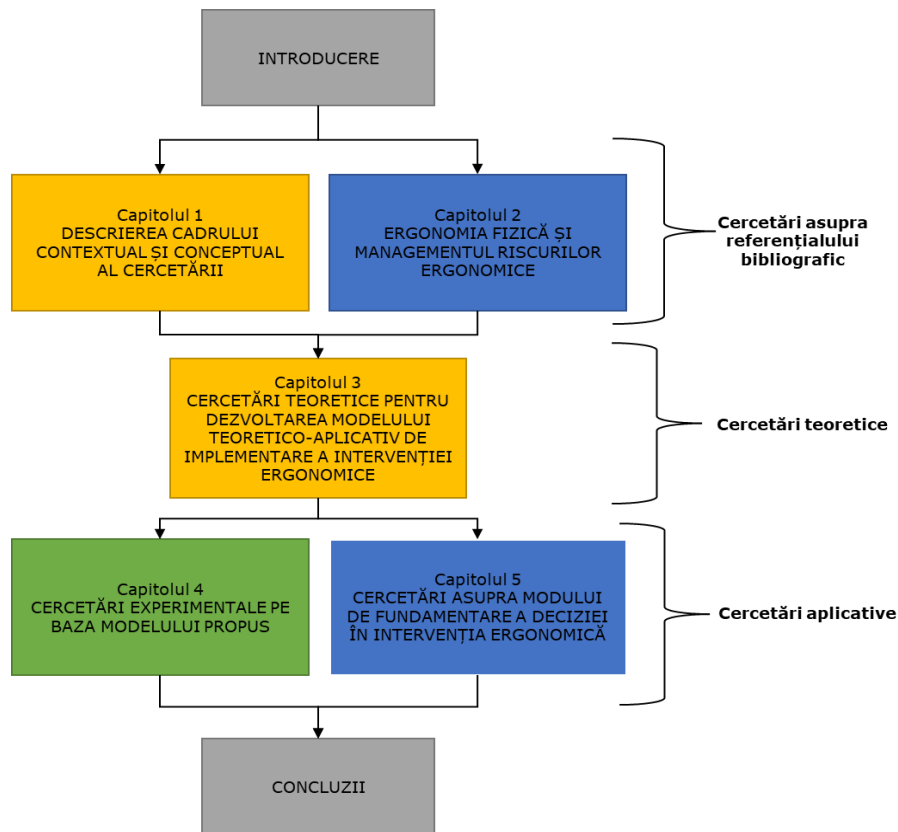 INTRODUCERE
Capitolul 1
DESCRIEREA CADRULUI
CONTEXTUAL ȘI CONCEPTUAL
AL CERCETĂRII
Capitolul 2
ERGONOMIA FIZICĂ ȘI
MANAGEMENTUL RISCURILOR
ERGONOMICE
Cercetări asupra
referențialului
bibliografic
Capitolul 3
CERCETĂRI TEORETICE PENTRU
DEZVOLTAREA MODELULUI
TEORETICO-APLICATIV DE
IMPLEMENTARE A INTERVENȚIEI
ERGONOMICE
Cercetări teoretice
Capitolul 4
CERCETĂRI EXPERIMENTALE PE
BAZA MODELULUI PROPUS
Capitolul 5
CERCETĂRI ASUPRA MODULUI
DE FUNDAMENTARE A DECIZIEI
ÎN INTERVENȚIA ERGONOMICĂ
Cercetări aplicative
CONCLUZII